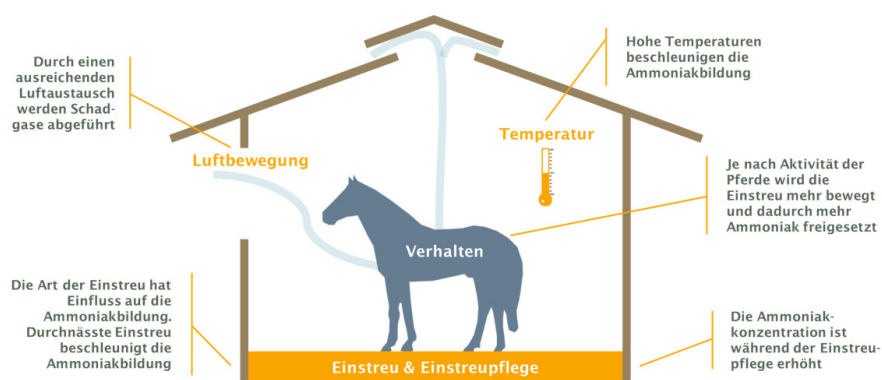 Durch einen
ausreichenden
Luftaustausch
werden Schad-
gase abgeführt
Hohe Temperaturen
beschleunigen die
Ammoniakbildung
Luftbewegung
Temperatur
Je nach Aktivität der
Pferde wird die
Einstreu mehr bewegt
und dadurch mehr
Ammoniak freigesetzt
Verhalten
Die Art der Einstreu hat
Einfluss auf die
Ammoniakbildung.
Durchnässte Einstreu
beschleunigt die
Ammoniakbildung
Die Ammoniak-
konzentration ist
während der Einstreu-
pflege erhöht
Einstreu & Einstreupflege